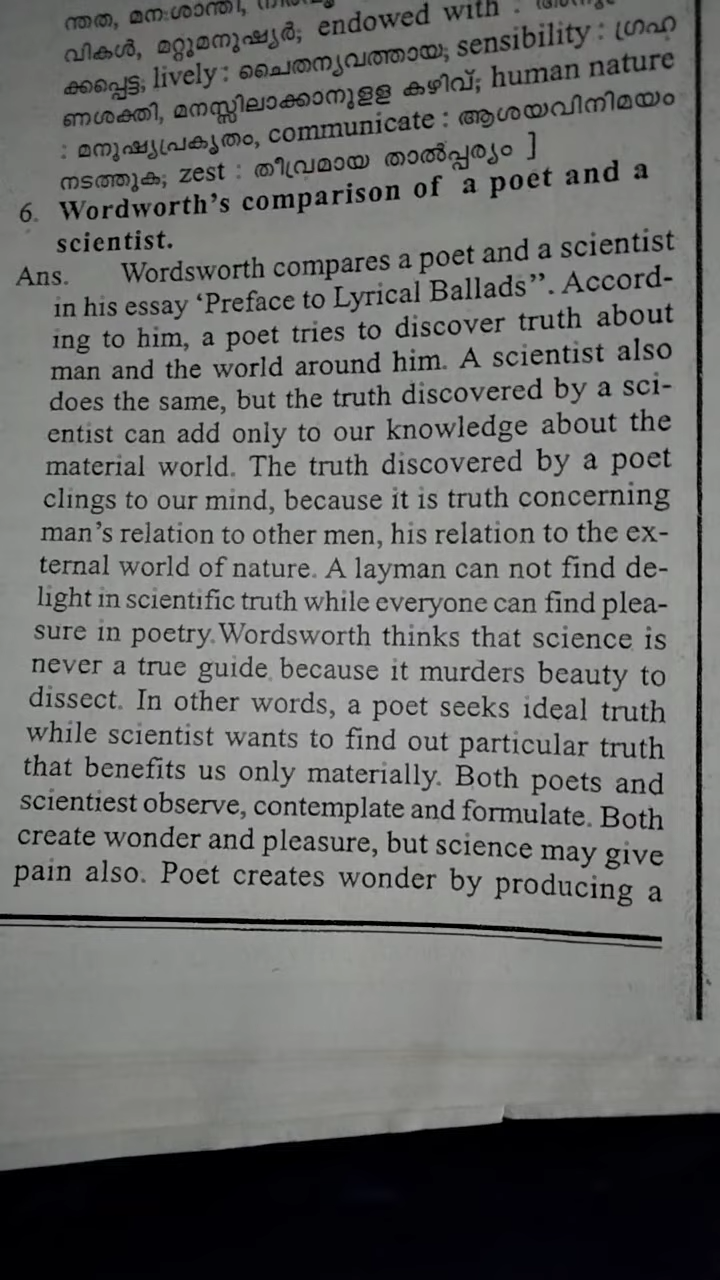 ന്തത, മനഃശാന്തി,
വികൾ, മറ്റുമനുഷ്യർ; endowed with :
ക്കപ്പെട്ട; lively : ചൈതന്യവത്തായ; sensibility : ഗ്രഹ
ണശക്തി, മനസ്സിലാക്കാനുളള കഴിവ്; human nature
: മനുഷ്യപ്രകൃതം, communicate : ആശയവിനിമയം
നടത്തുക; zest : തീവ്രമായ താൽപ്പര്യം ]
6. Wordworth's comparison of a poet and a
scientist.
Ans. Wordsworth compares a poet and a scientist
in his essay ‘Preface to Lyrical Ballads”. Accord-
ing to him, a poet tries to discover truth about
man and the world around him. A scientist also
does the same, but the truth discovered by a sci-
entist can add only to our knowledge about the
material world. The truth discovered by a poet
clings to our mind, because it is truth concerning
man's relation to other men, his relation to the ex-
ternal world of nature. A layman can not find de-
light in scientific truth while everyone can find plea-
sure in poetry. Wordsworth thinks that science is
never a true guide because it murders beauty to
dissect. In other words, a poet seeks ideal truth
while scientist wants to find out particular truth
that benefits us only materially. Both poets and
scientiest observe, contemplate and formulate. Both
create wonder and pleasure, but science may give
pain also. Poet creates wonder by producing a